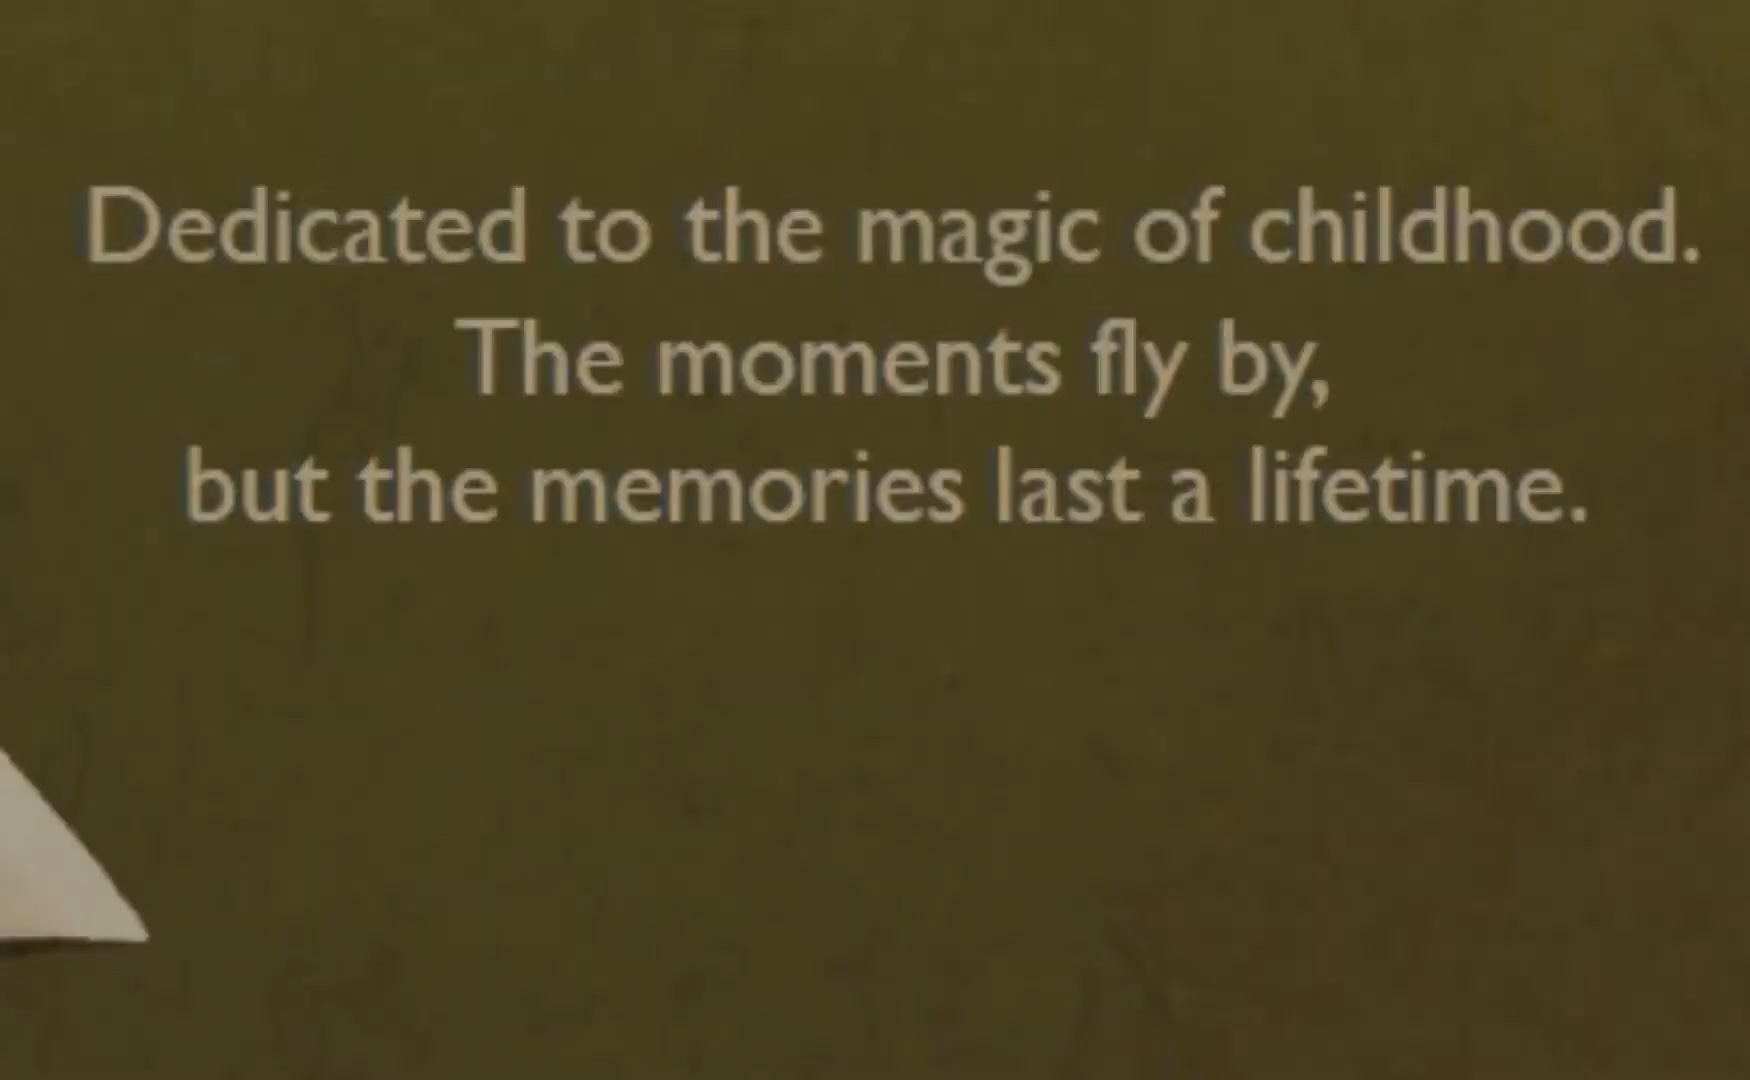 Dedicated to the magic of childhood.
The moments fly by,
but the memories last a lifetime.